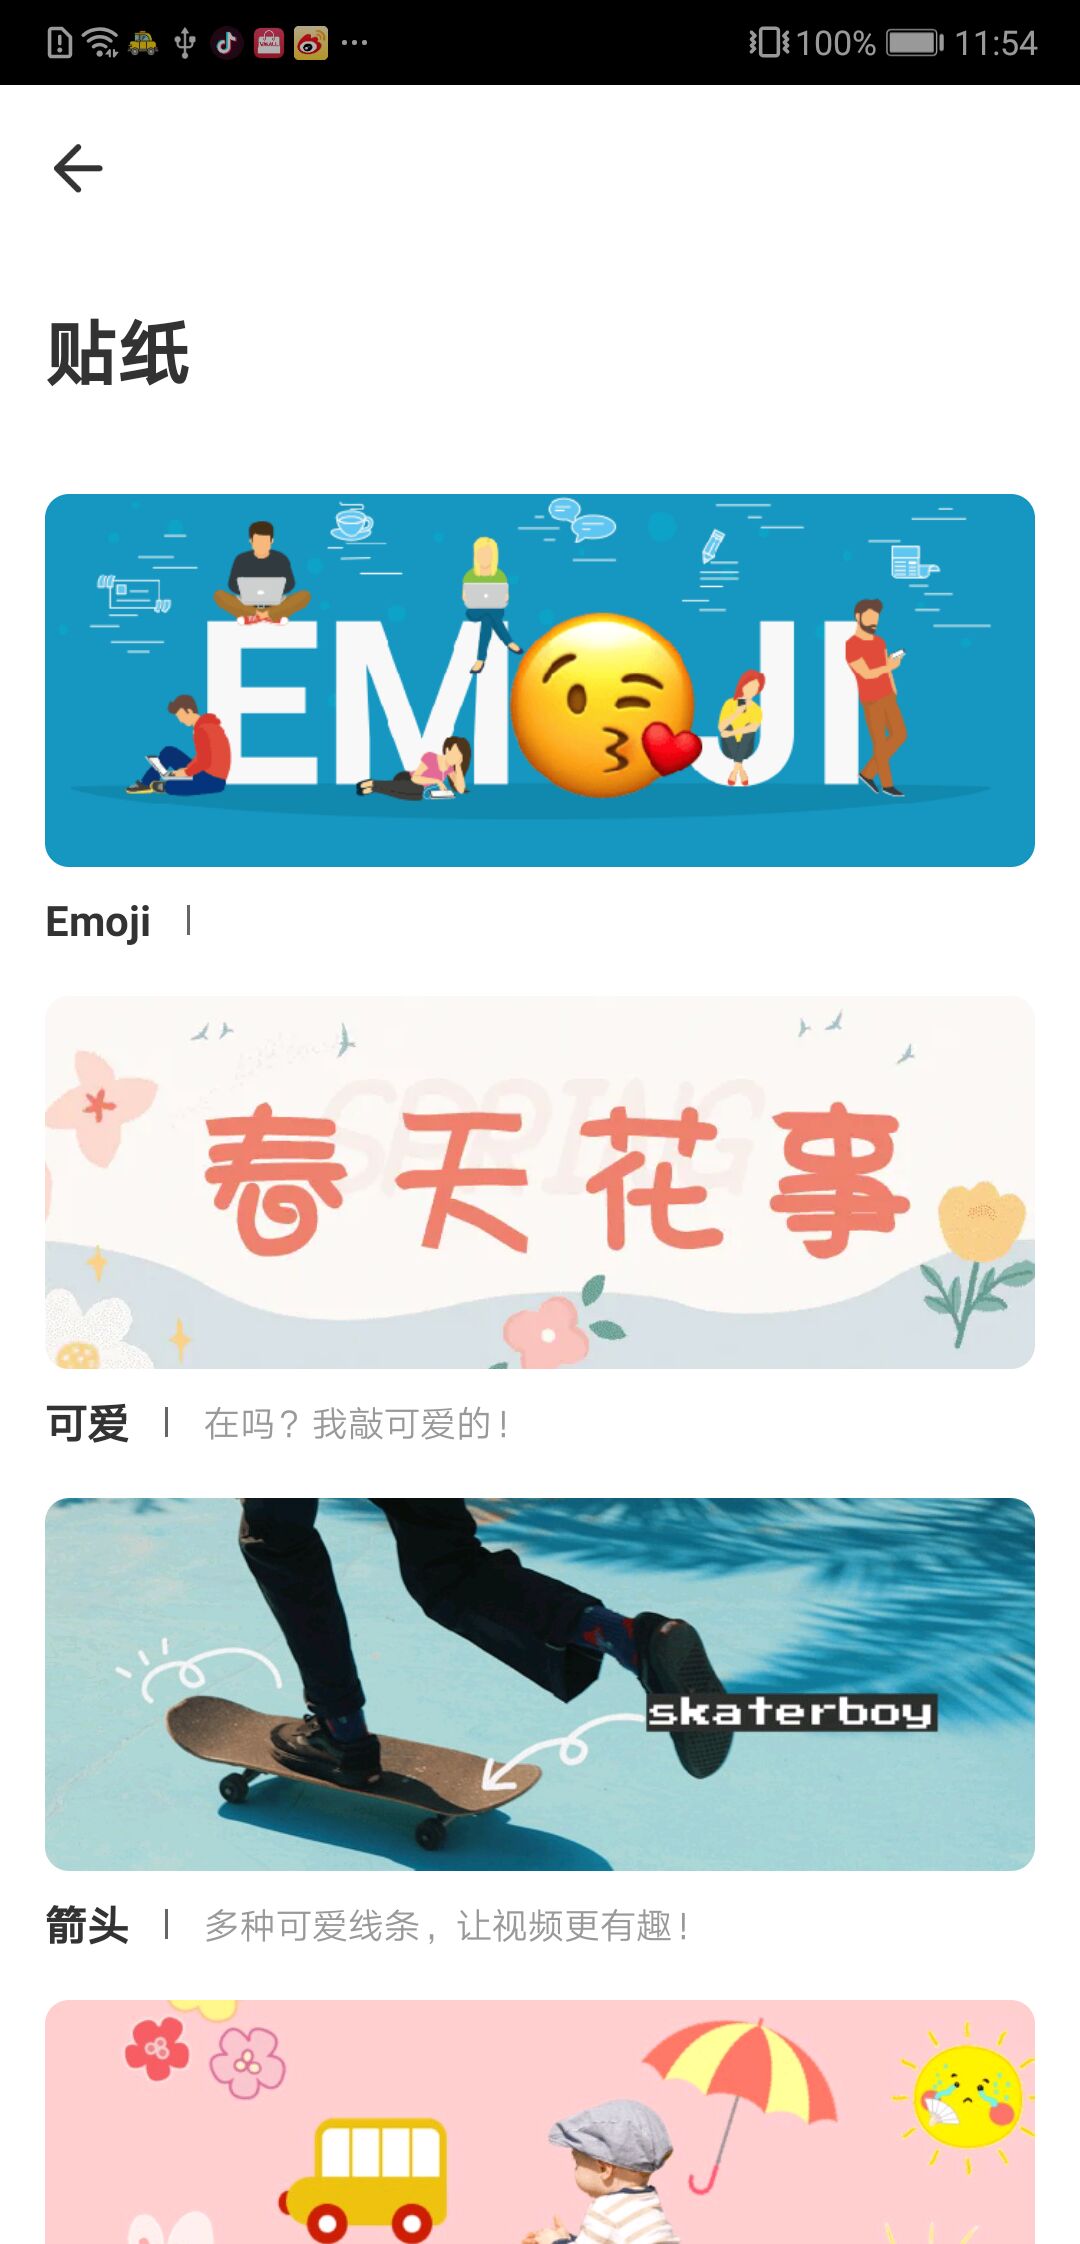 100% 11:54
贴纸
EMOJI
Emoji |
SPRING
春天花事
可爱 | 在吗？我敲可爱的！
skaterboy
箭头 | 多种可爱线条，让视频更有趣！